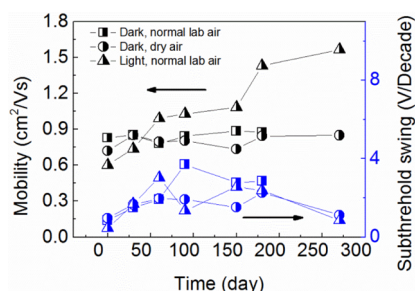 Dark, normal lab air
Dark, dry air
Light, normal lab air
Mobility (cm²/Vs)
1.8
1.5
1.2
0.9
0.6
0.3
0.0
Subthreshold swing (V/Decade)
8
4
2
0
0 50 100 150 200 250 300
Time (day)